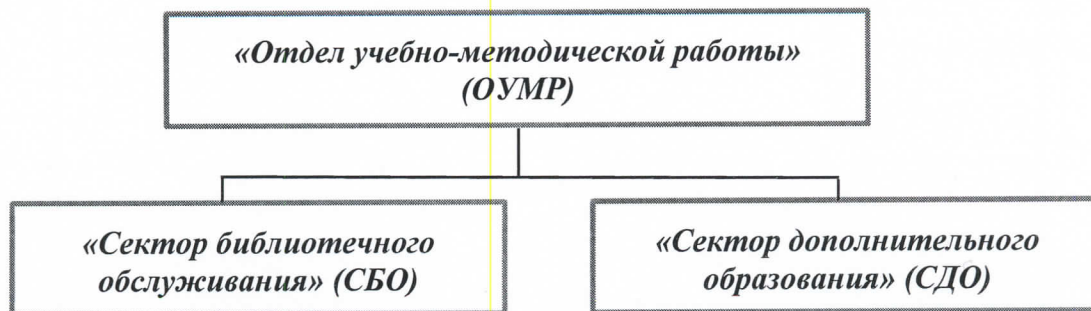 «Отдел учебно-методической работы»
(ОУМР)
«Сектор библиотечного
обслуживания» (СБО)
«Сектор дополнительного
образования» (СДО)